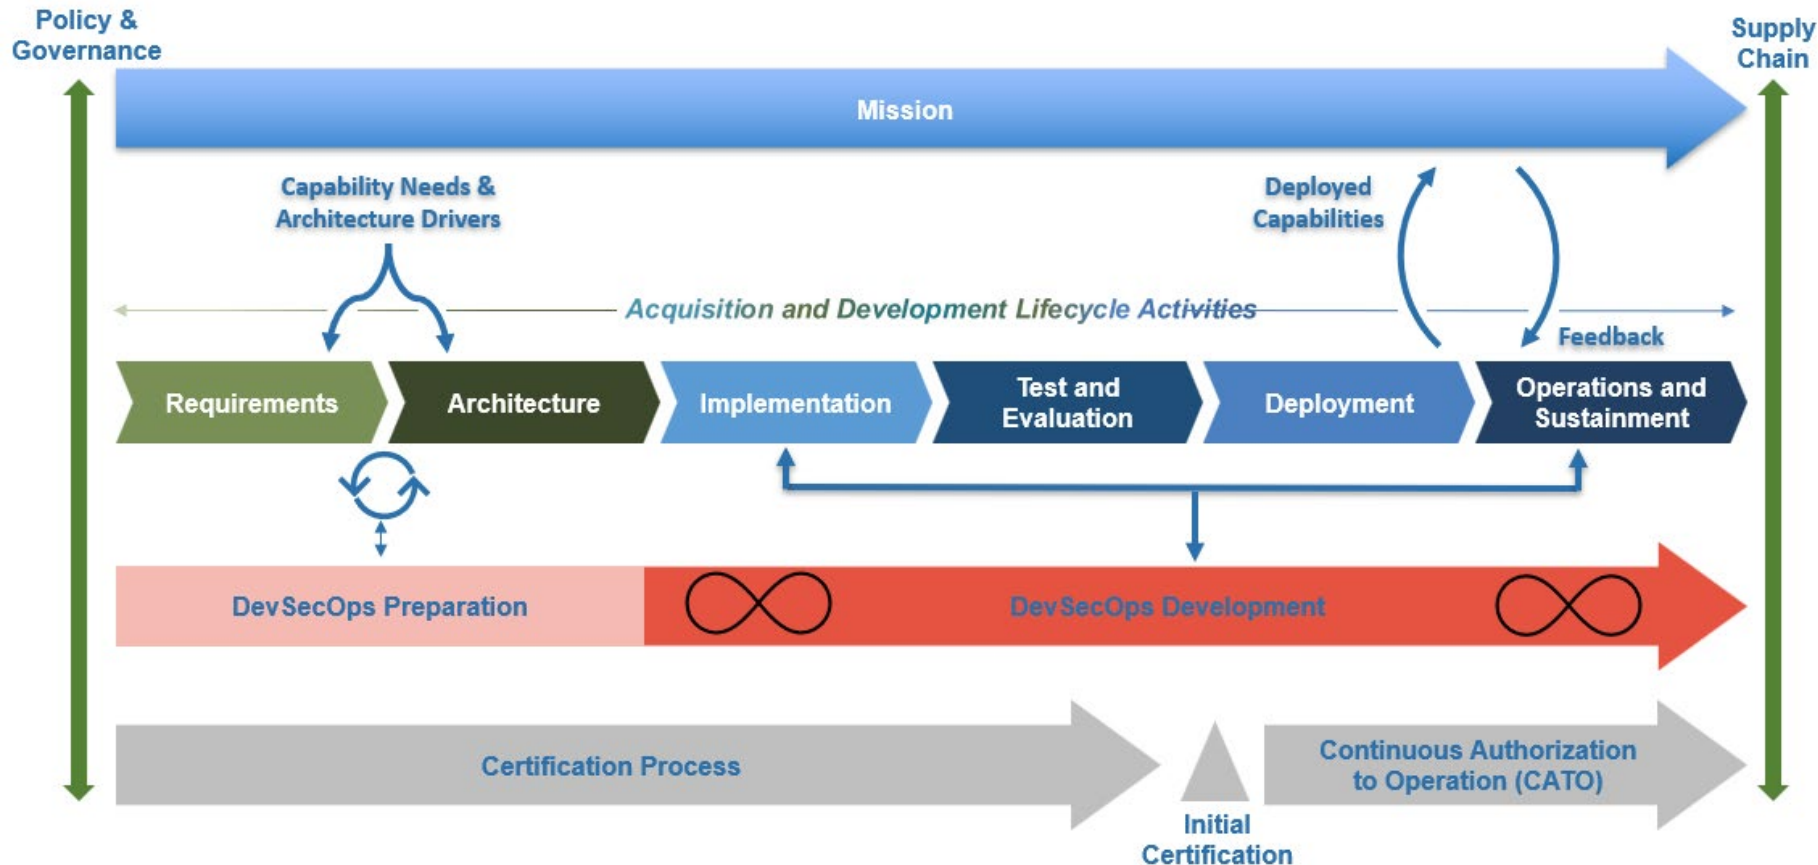 Policy &
Governance
Supply
Chain
Mission
Capability Needs &
Architecture Drivers
Deployed
Capabilities
Acquisition and Development Lifecycle Activities
Feedback
Requirements
Architecture
Implementation
Test and
Evaluation
Deployment
Operations and
Sustainment
DevSecOps Preparation
DevSecOps Development
Certification Process
Continuous Authorization
to Operation (CATO)
Initial
Certification